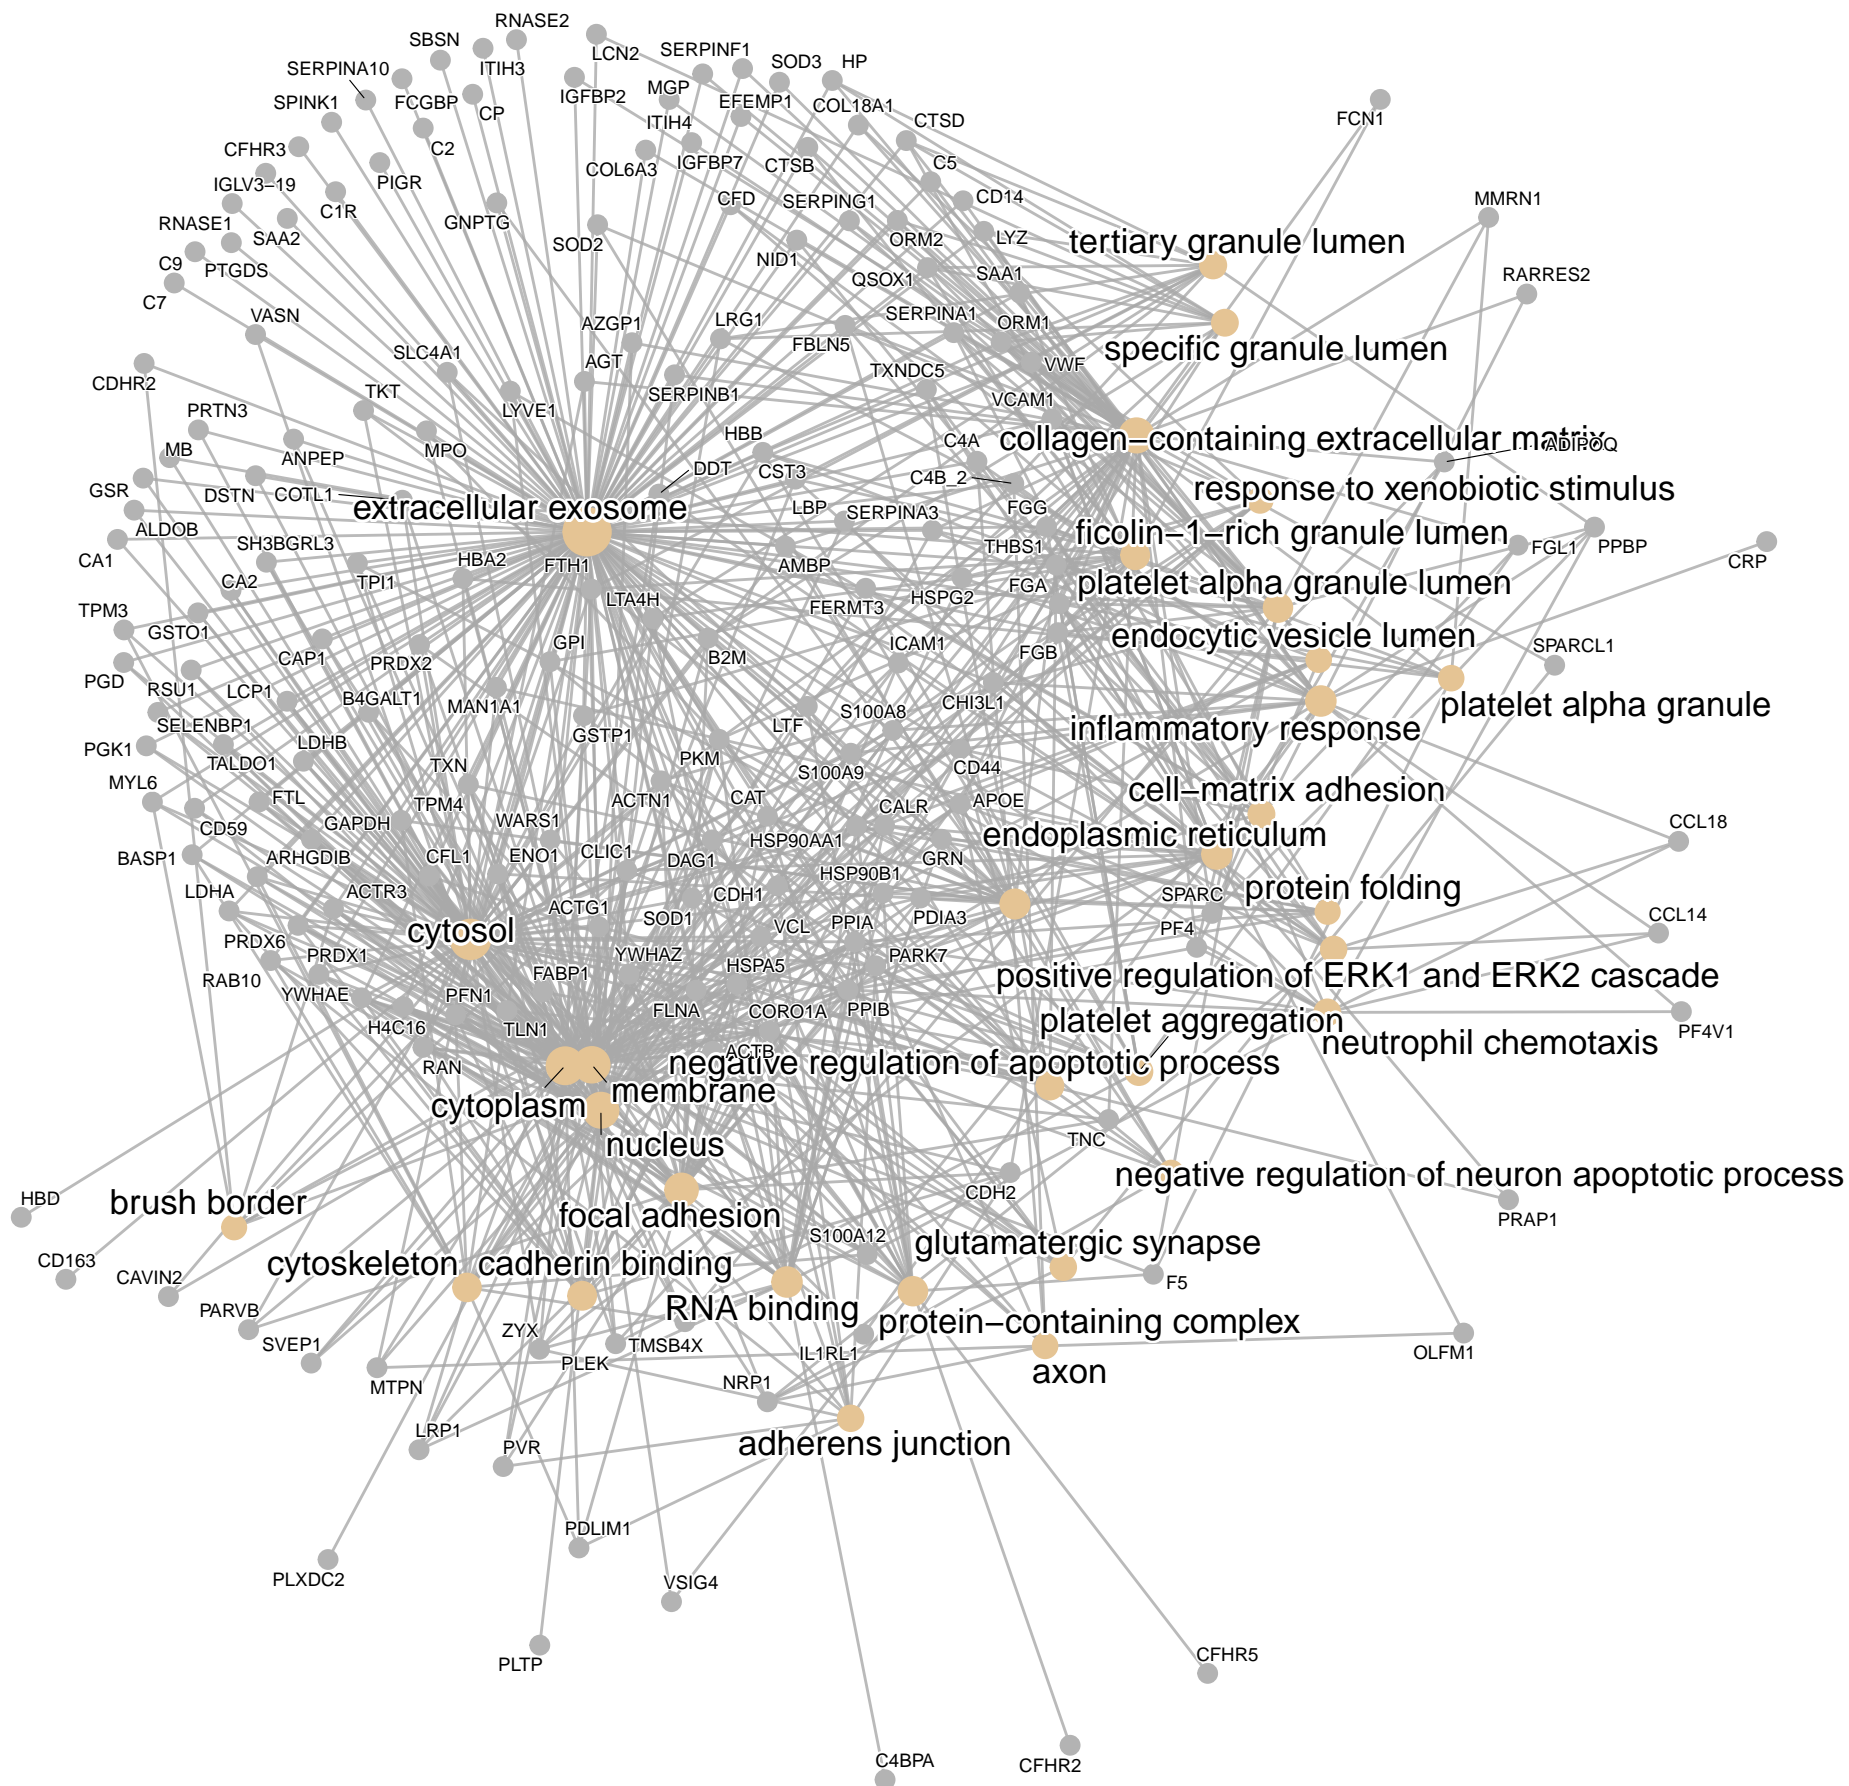 RNASE2
SBSN
LCN2
SERPINF1
SOD3
HP
SERPINA10
ITIH3
MGP
IGFBP2
EFEMP1
COL18A1
SPINK1
FCGBP
CP
ITIH4
CTSD
FCN1
CFHR3
C2
COL6A3
IGFBP7
CTSB
C5
IGLV3−19
PIGR
CFD
SERPING1
CD14
MMRN1
RNASE1
C1R
GNPTG
SAA2
SOD2
NID1
ORM2
LYZ
tertiary granule lumen
C9
PTGDS
QSOX1
SAA1
RARRES2
C7
VASN
AZGP1
LRG1
SERPINA1
ORM1
SLC4A1
AGT
FBLN5
specific granule lumen
CDHR2
TKT
LYVE1
SERPINB1
TXNDC5
VWF
PRTN3
VCAM1
MB
ANPEP
MPO
HBB
C4A
collagen−containing extracellular matrix
ADIPOQ
GSR
DSTN
COTL1
DDT
CST3
C4B_2
response to xenobiotic stimulus
extracellular exosome
LBP
SERPINA3
FGG
ALDOB
SH3BGRL3
ficolin−1−rich granule lumen
CA1
CA2
TPI1
HBA2
FTH1
AMBP
THBS1
FGL1
PPBP
CRP
TPM3
GSTO1
LTA4H
FERMT3
HSPG2
FGA
platelet alpha granule lumen
CAP1
PRDX2
GPI
B2M
ICAM1
FGB
endocytic vesicle lumen
SPARCL1
PGD
RSU1
LCP1
B4GALT1
MAN1A1
CHI3L1
platelet alpha granule
SELENBP1
LDHB
GSTP1
LTF
S100A8
inflammatory response
PGK1
TALDO1
TXN
PKM
S100A9
CD44
MYL6
FTL
TPM4
ACTN1
CAT
CALR
APOE
cell−matrix adhesion
CD59
GAPDH
WARS1
HSP90AA1
endoplasmic reticulum
CCL18
BASP1
ARHGDIB
CFL1
ENO1
CLIC1
DAG1
GRN
LDHA
ACTR3
CDH1
HSP90B1
SPARC
protein folding
ACTG1
SOD1
VCL
PPIA
PDIA3
PF4
CCL14
PRDX6
cytosol
PRDX1
YWHAZ
HSPA5
PARK7
RAB10
YWHAE
PFN1
FABP1
positive regulation of ERK1 and ERK2 cascade
H4C16
TLN1
FLNA
CORO1A
PPIB
platelet aggregation
PF4V1
RAN
ACTB
neutrophil chemotaxis
negative regulation of apoptotic process
cytoplasm
membrane
nucleus
TNC
HBD
brush border
focal adhesion
CDH2
negative regulation of neuron apoptotic process
PRAP1
CD163
cytoskeleton
cadherin binding
S100A12
glutamatergic synapse
CAVIN2
F5
PARVB
RNA binding
protein−containing complex
SVEP1
ZYX
TMSB4X
IL1RL1
OLFM1
MTPN
PLEK
NRP1
axon
LRP1
PVR
adherens junction
PDLIM1
PLXDC2
VSIG4
PLTP
CFHR5
C4BPA
CFHR2